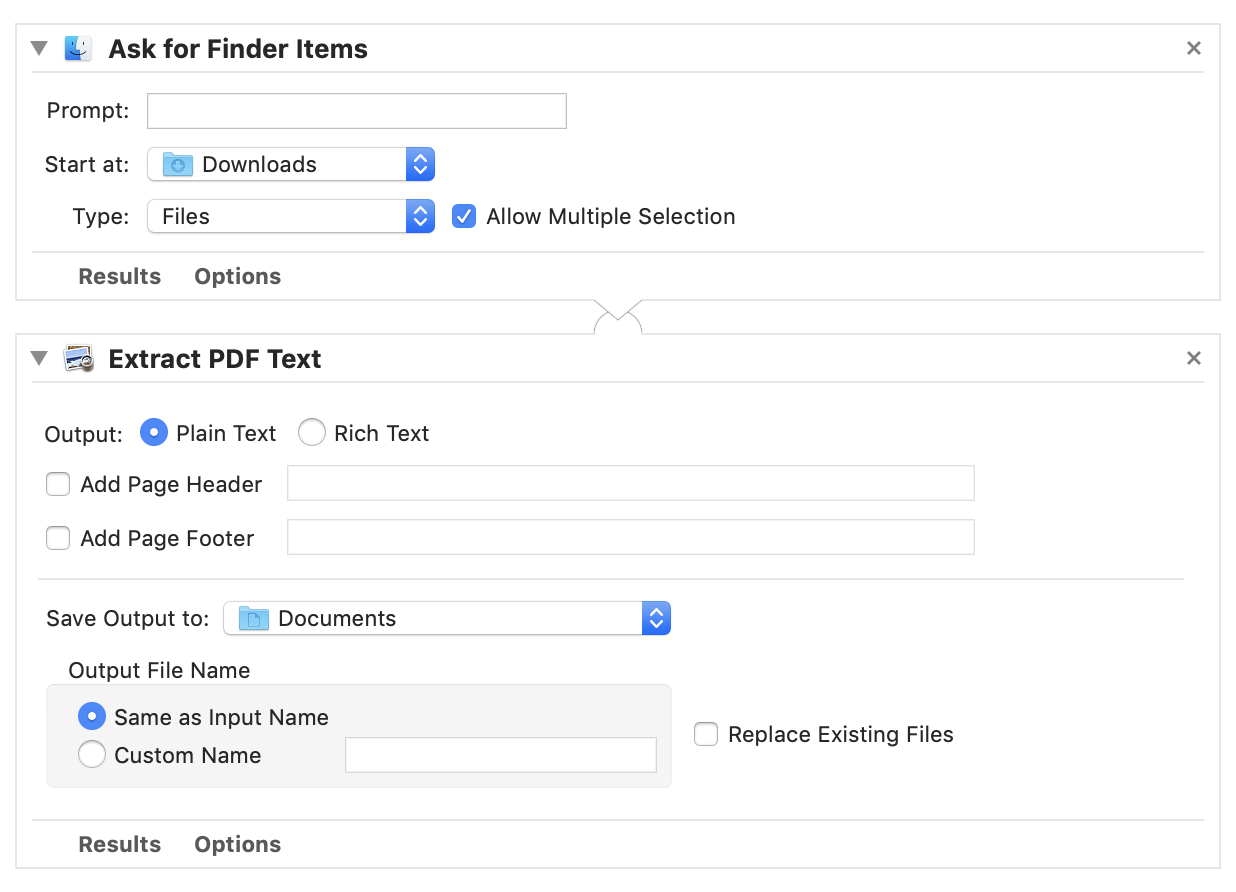 Ask for Finder Items
Prompt:
Start at: Downloads
Type: Files Allow Multiple Selection
Results Options
Extract PDF Text
Output: Plain Text Rich Text
Add Page Header
Add Page Footer
Save Output to: Documents
Output File Name
Same as Input Name
Replace Existing Files
Custom Name
Results Options